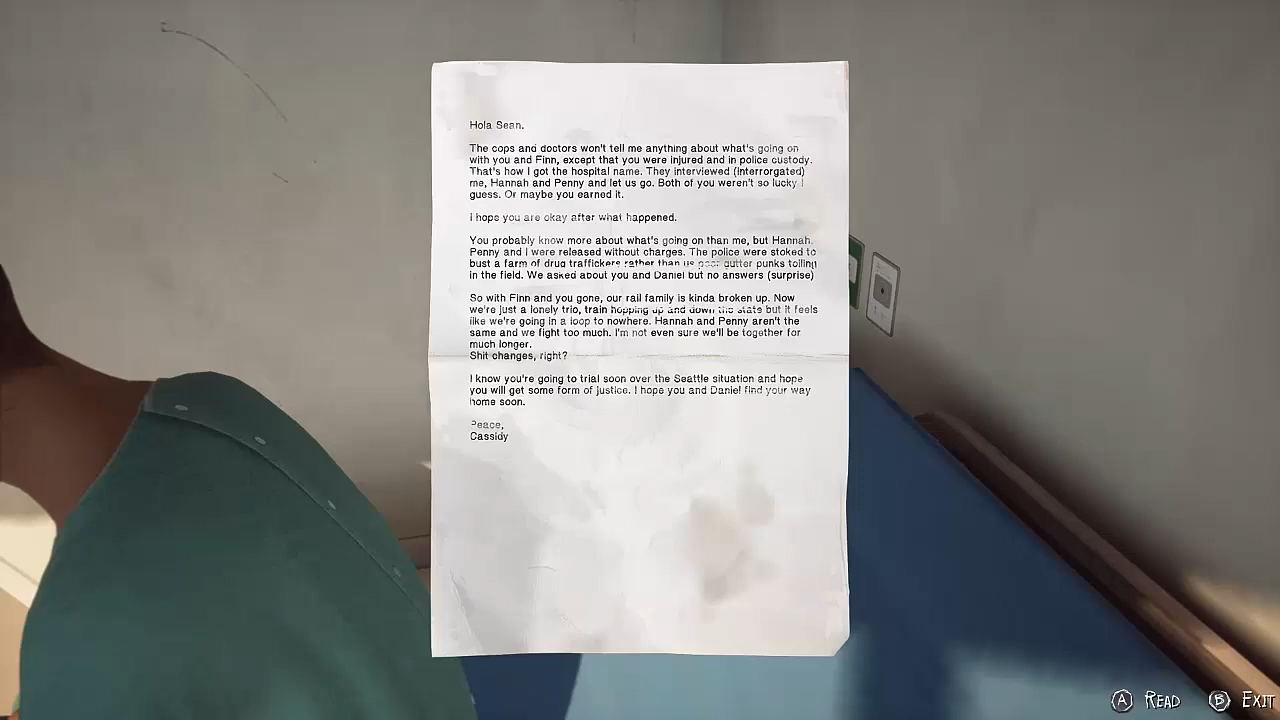 Hola Sean.
The cops and doctors won't tell me anything about what's going on
with you and Finn, except that you were injured and in police custody.
That's how I got the hospital name. They interviewed (interrorgated)
me, Hannah and Penny and let us go. Both of you weren't so lucky I
guess. Or maybe you earned it.
I hope you are okay after what happened.
You probably know more about what's going on than me, but Hannah,
Penny and I were released without charges. The police were stoked to
bust a farm of drug traffickers rather than us poor gutter punks toiling
in the field. We asked about you and Daniel but no answers (surprise)
So with Finn and you gone, our rail family is kinda broken up. Now
we're just a lonely trio, train hopping up and down the state but it feels
like we're going in a loop to nowhere. Hannah and Penny aren't the
same and we fight too much. I'm not even sure we'll be together for
much longer.
Shit changes, right?
I know you're going to trial soon over the Seattle situation and hope
you will get some form of justice. I hope you and Daniel find your way
home soon.
Peace,
Cassidy
A READ B EXIT